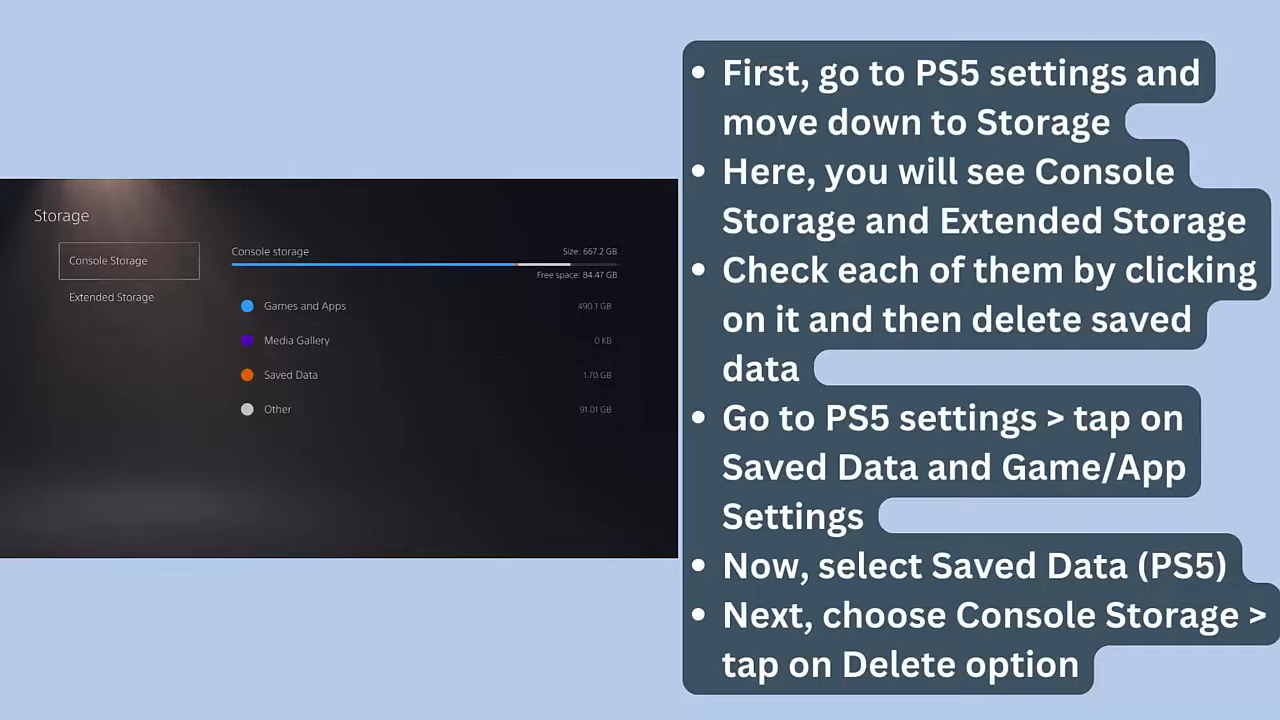 Storage
Console Storage
Extended Storage
Console storage
Size: 667.2 GB
Free space: 84.47 GB
Games and Apps 490.1 GB
Media Gallery 0 KB
Saved Data 1.70 GB
Other 91.01 GB
• First, go to PS5 settings and
move down to Storage
• Here, you will see Console
Storage and Extended Storage
• Check each of them by clicking
on it and then delete saved
data
• Go to PS5 settings > tap on
Saved Data and Game/App
Settings
• Now, select Saved Data (PS5)
• Next, choose Console Storage >
tap on Delete option